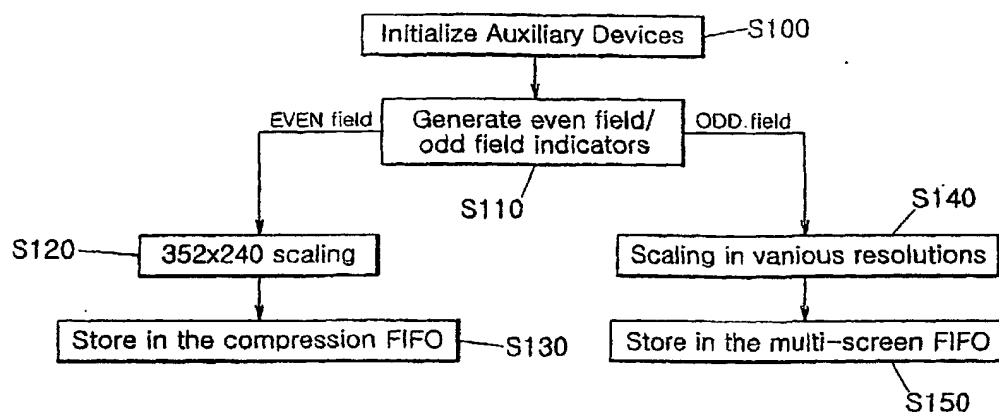 Initialize Auxiliary Devices
S100
EVEN field
Generate even field/
odd field indicators
ODD.field
S110
S140
S120
352x240 scaling
Scaling in vanious resolutions
Store in the compression FIFO
S130
Store in the multi-screen FIFO
S150